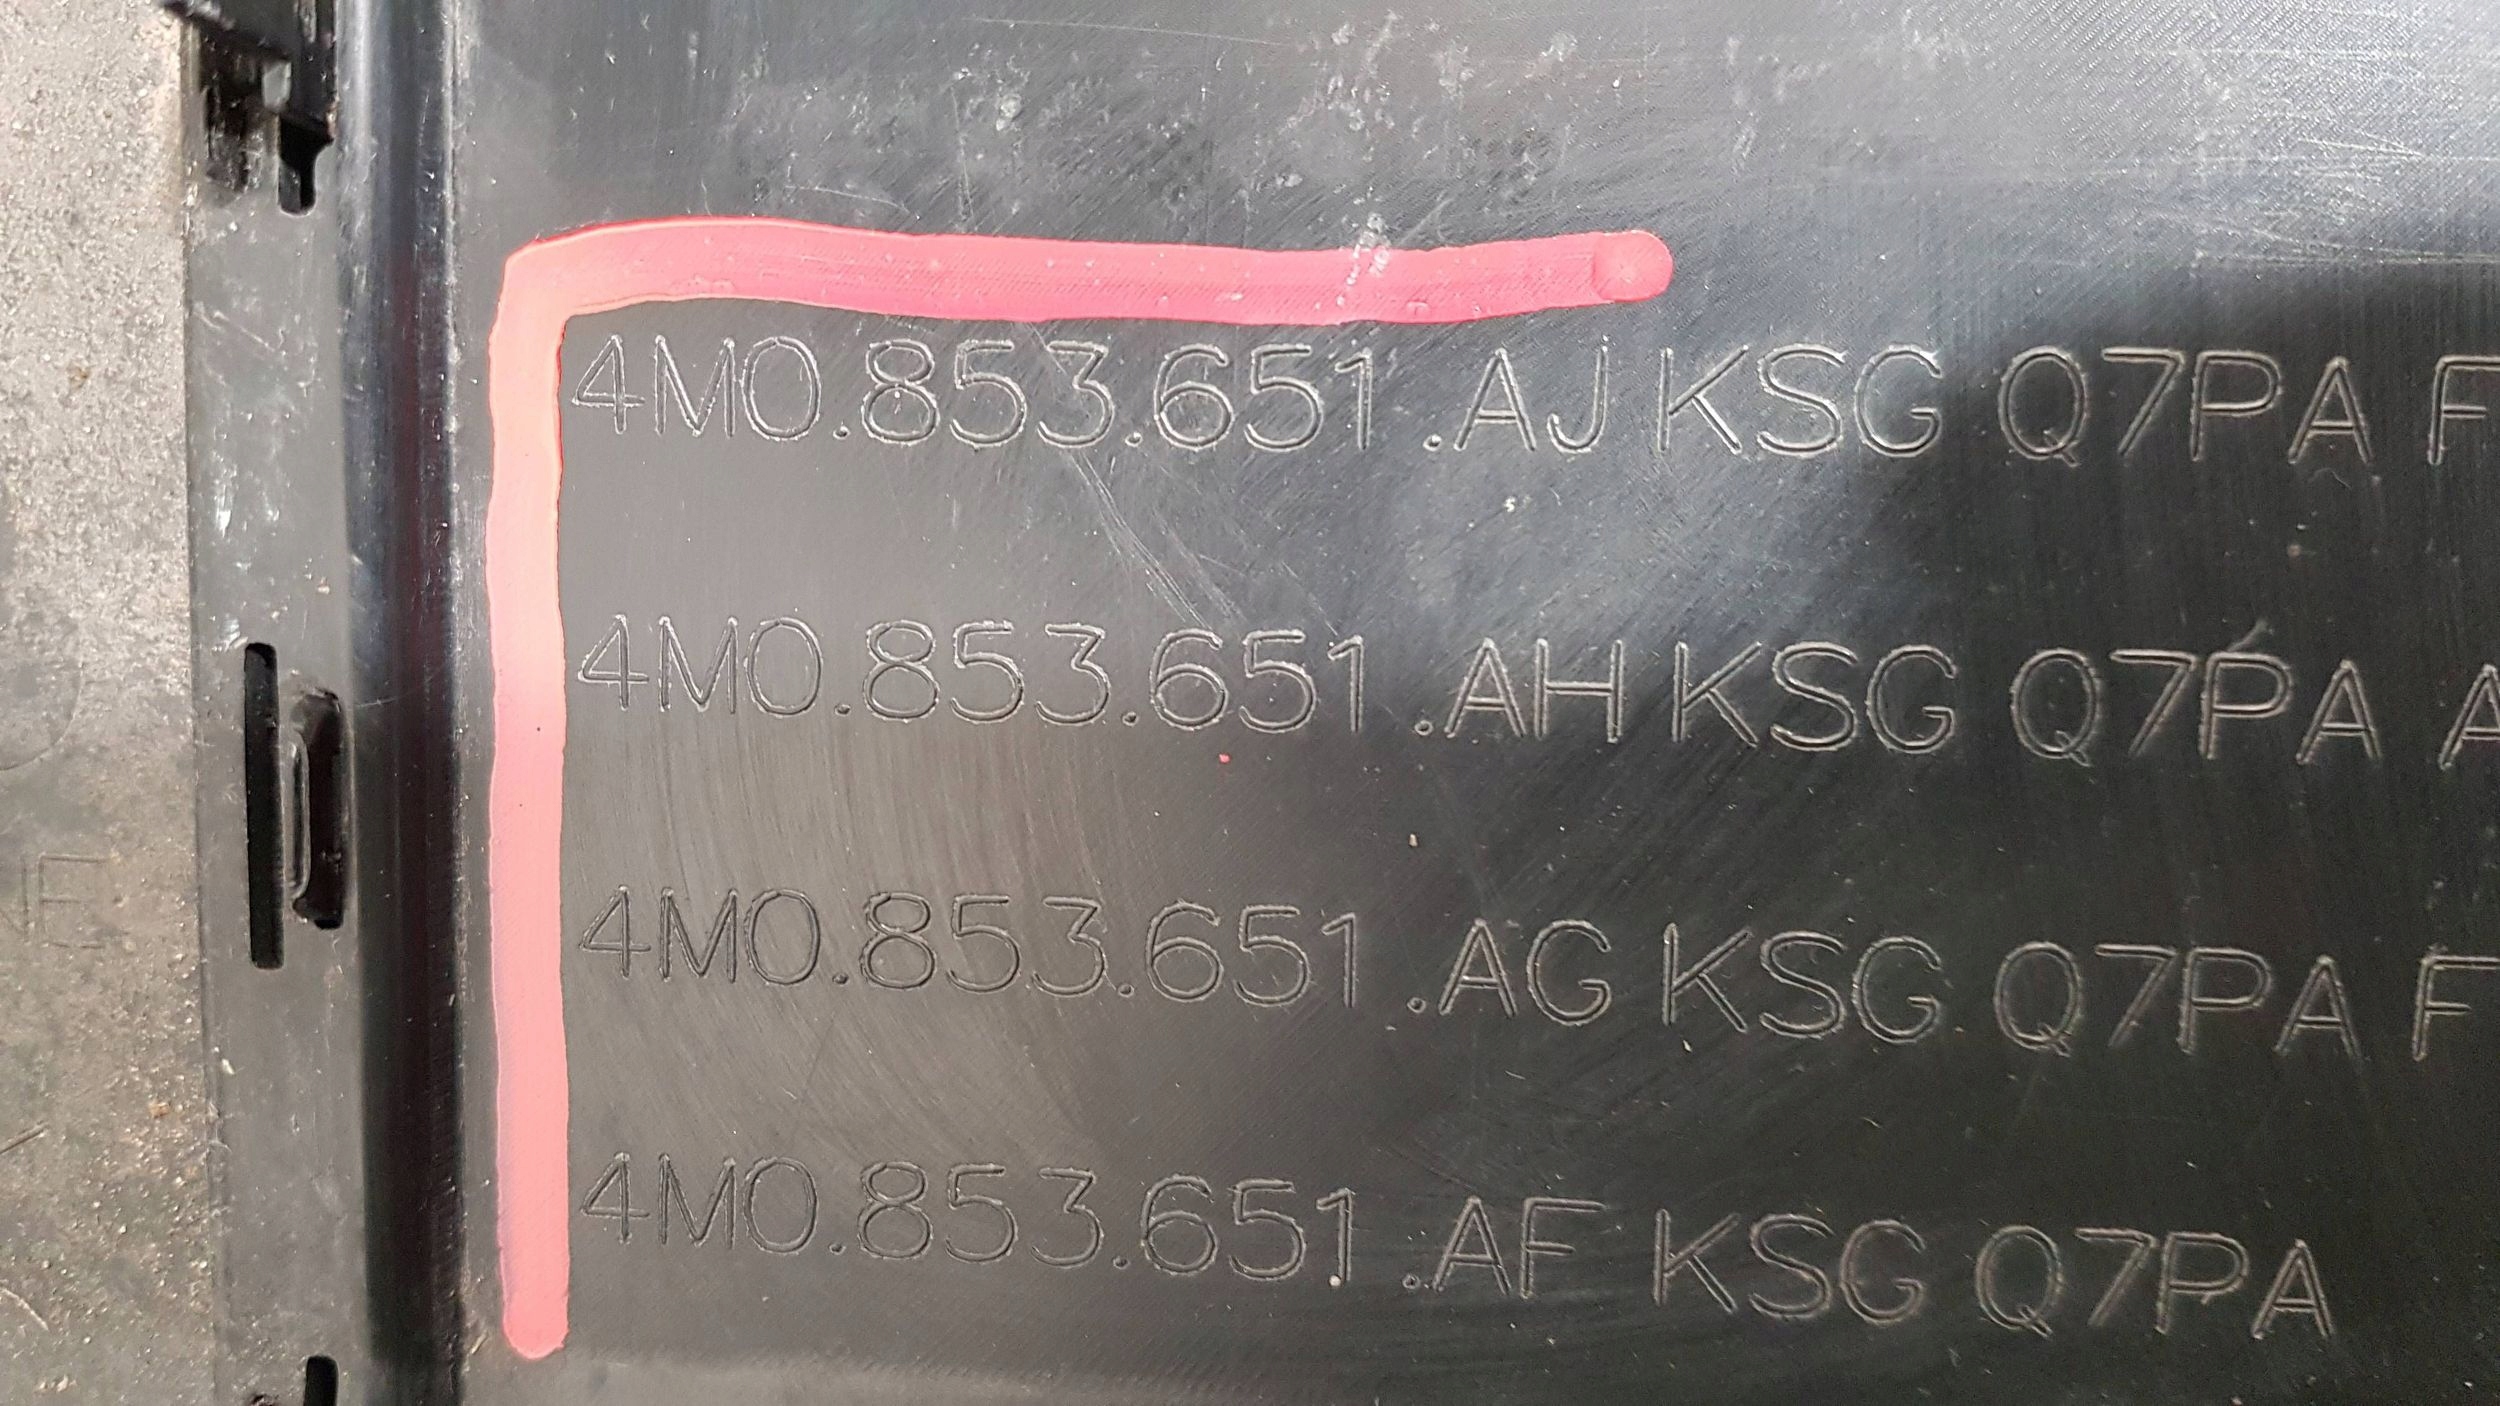 4M0.853.651.AJ KSG Q7PA F
4M0.853.651.AH KSG Q7PA A
4M0.853.651.AG KSG Q7PA F
4M0.853.651.AF KSG Q7PA